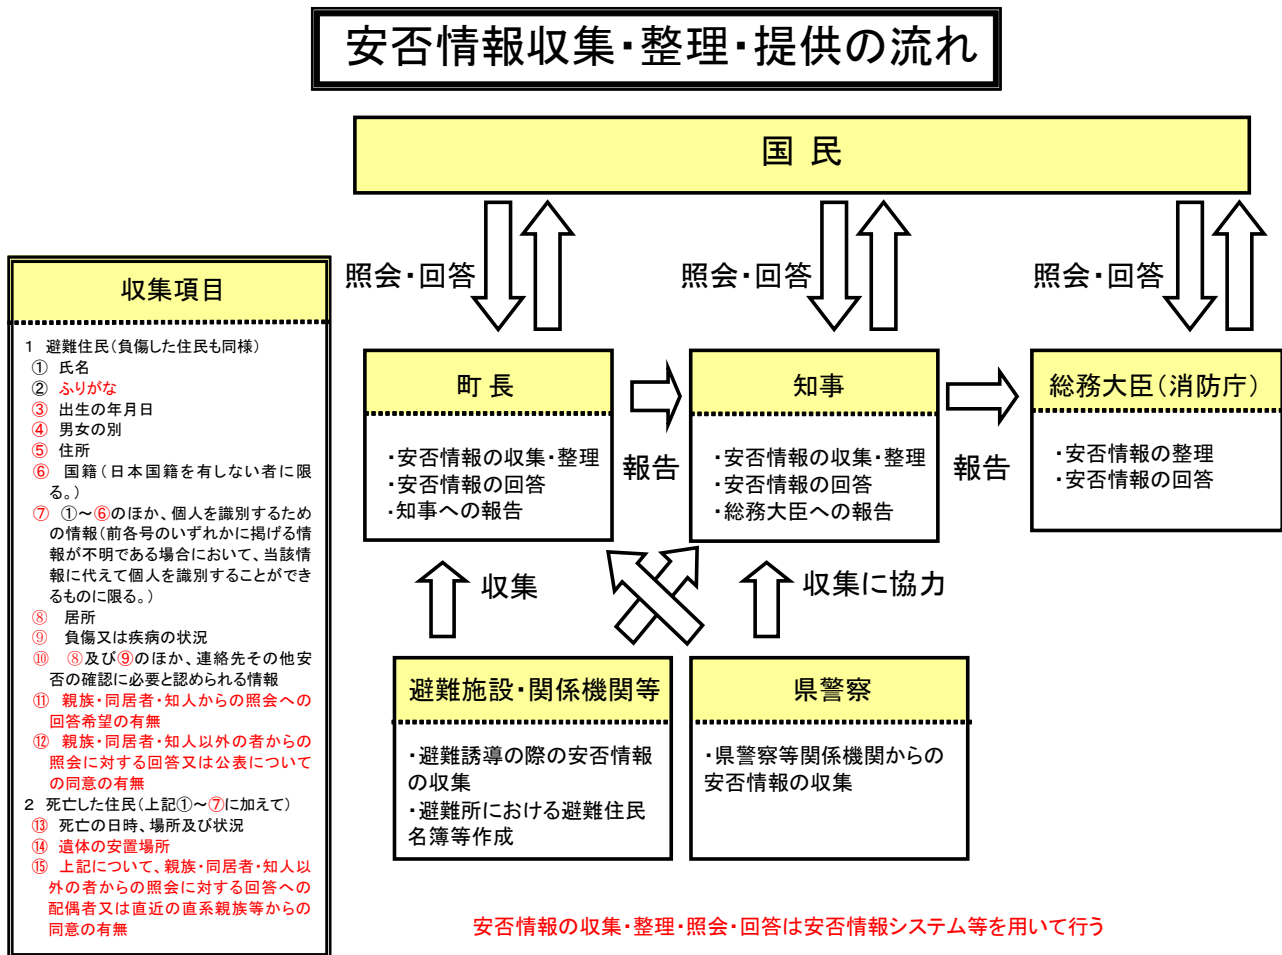 安否情報収集・整理・提供の流れ
国 民
照会・回答
照会・回答
照会・回答
収集項目
1 避難住民(負傷した住民も同様)
① 氏名
② ふりがな
③ 出生の年月日
④ 男女の別
⑤ 住所
⑥ 国籍(日本国籍を有しない者に限
る。)
⑦ ①～⑥のほか、個人を識別するため
の情報(前各号のいずれかに掲げる情
報が不明である場合において、当該情
報に代えて個人を識別することができ
るものに限る。)
⑧ 居所
⑨ 負傷又は疾病の状況
⑩ ⑧及び⑨のほか、連絡先その他安
否の確認に必要と認められる情報
⑪ 親族・同居者・知人からの照会への
回答希望の有無
⑫ 親族・同居者・知人以外の者からの
照会に対する回答又は公表について
の同意の有無
2 死亡した住民(上記①～⑦に加えて)
⑬ 死亡の日時、場所及び状況
⑭ 遺体の安置場所
⑮ 上記について、親族・同居者・知人以
外の者からの照会に対する回答への
配偶者又は直近の直系親族等からの
同意の有無
町 長
・安否情報の収集・整理
・安否情報の回答
・知事への報告
報告
知事
・安否情報の収集・整理
・安否情報の回答
・総務大臣への報告
報告
総務大臣(消防庁)
・安否情報の整理
・安否情報の回答
収集
収集に協力
避難施設・関係機関等
・避難誘導の際の安否情報
の収集
・避難所における避難住民
名簿等作成
県警察
・県警察等関係機関からの
安否情報の収集
安否情報の収集・整理・照会・回答は安否情報システム等を用いて行う